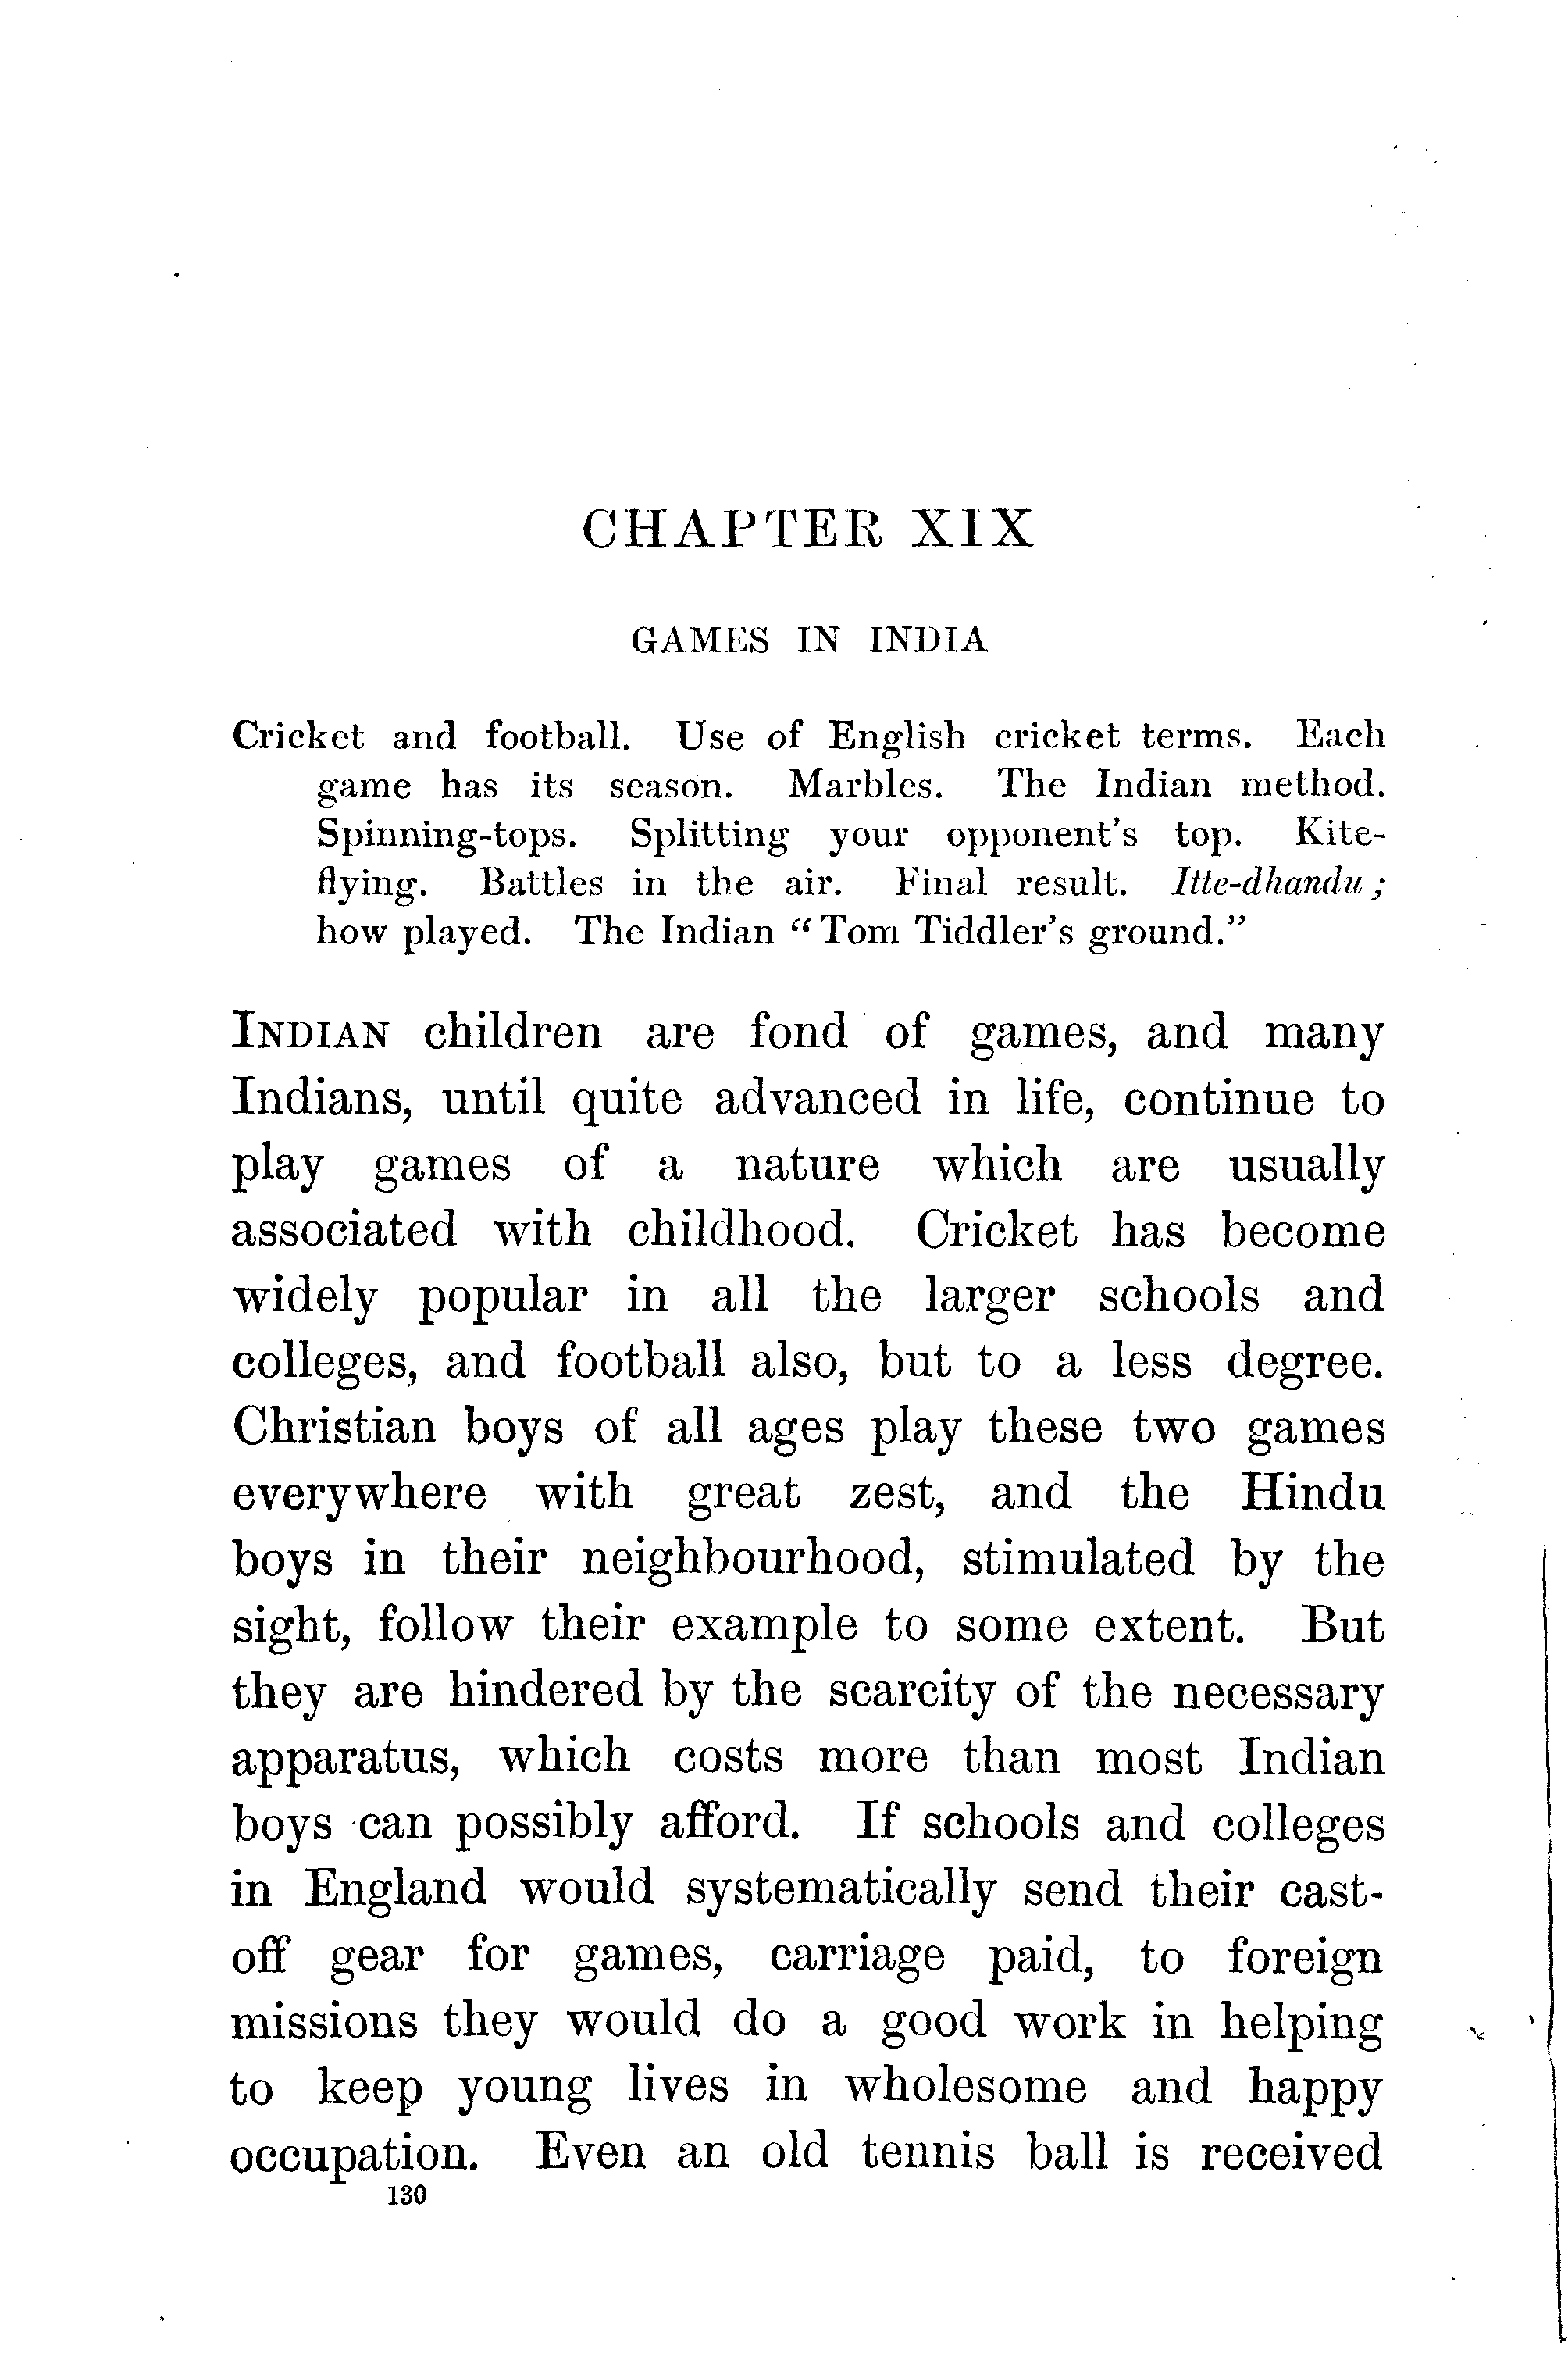 CHAPTER XIX
GAMES IN INDIA
Cricket and football. Use of English cricket terms. Each
game has its season. Marbles. The Indian method.
Spinning-tops. Splitting your opponent's top. Kite-
flying. Battles in the air. Final result. Itte-dhandu;
how played. The Indian “Tom Tiddler's ground.”
INDIAN children are fond of games, and many
Indians, until quite advanced in life, continue to
play games of a nature which are usually
associated with childhood. Cricket has become
widely popular in all the larger schools and
colleges, and football also, but to a less degree.
Christian boys of all ages play these two games
everywhere with great zest, and the Hindu
boys in their neighbourhood, stimulated by the
sight, follow their example to some extent. But
they are hindered by the scarcity of the necessary
apparatus, which costs more than most Indian
boys can possibly afford. If schools and colleges
in England would systematically send their cast-
off gear for games, carriage paid, to foreign
missions they would do a good work in helping
to keep young lives in wholesome and happy
occupation. Even an old tennis ball is received
130